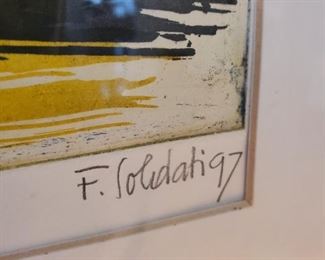 F. Soldati 97